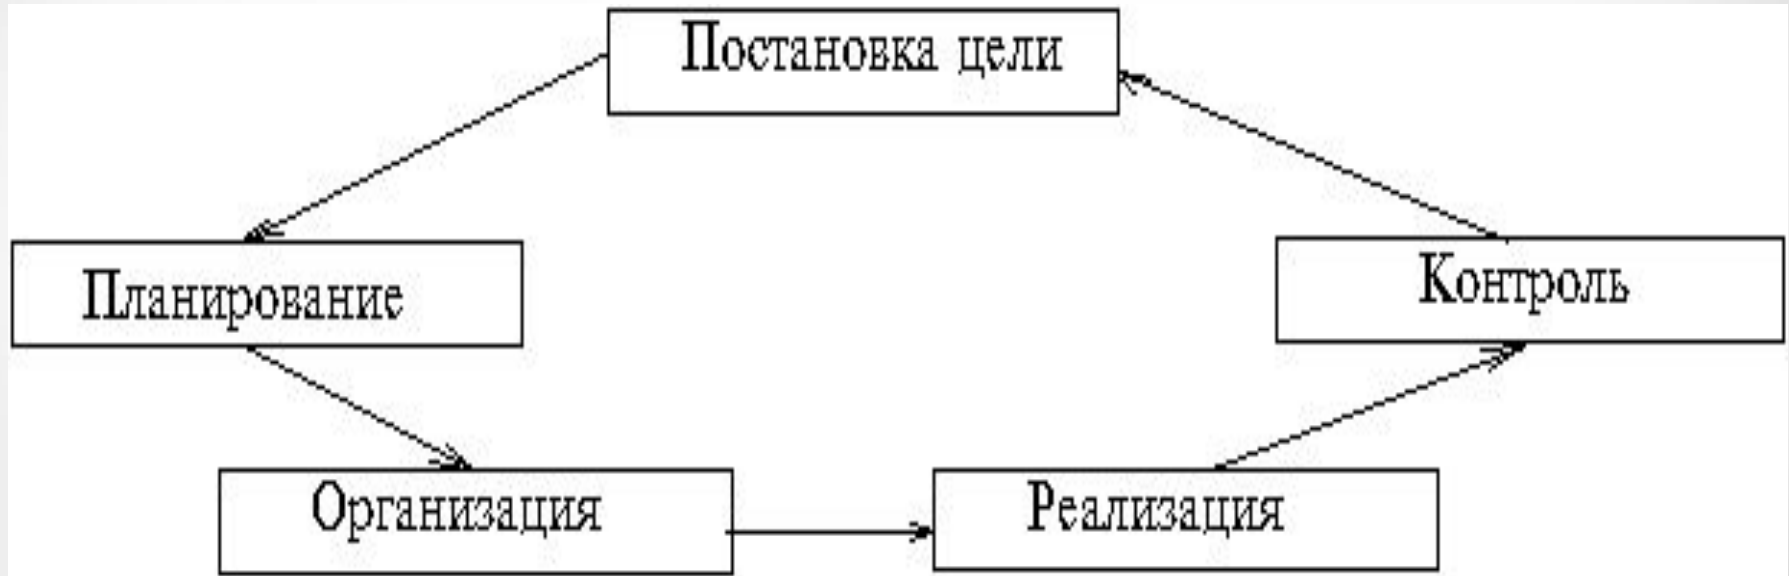 Постановка цели
Планирование
Контроль
Организация
Реализация